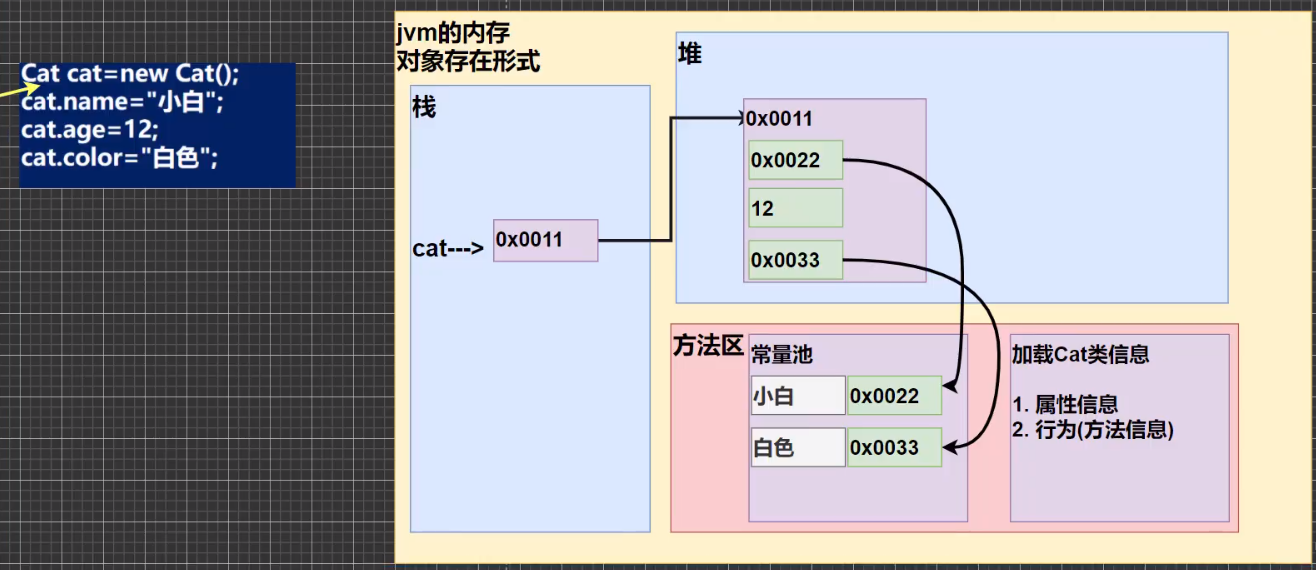 Cat cat=new Cat();
cat.name="小白";
cat.age=12;
cat.color="白色";
jvm的内存
对象存在形式
栈
cat--->
0x0011
堆
0x0011
0x0022
12
0x0033
方法区
常量池
小白 0x0022
白色 0x0033
加载Cat类信息
1. 属性信息
2. 行为(方法信息)